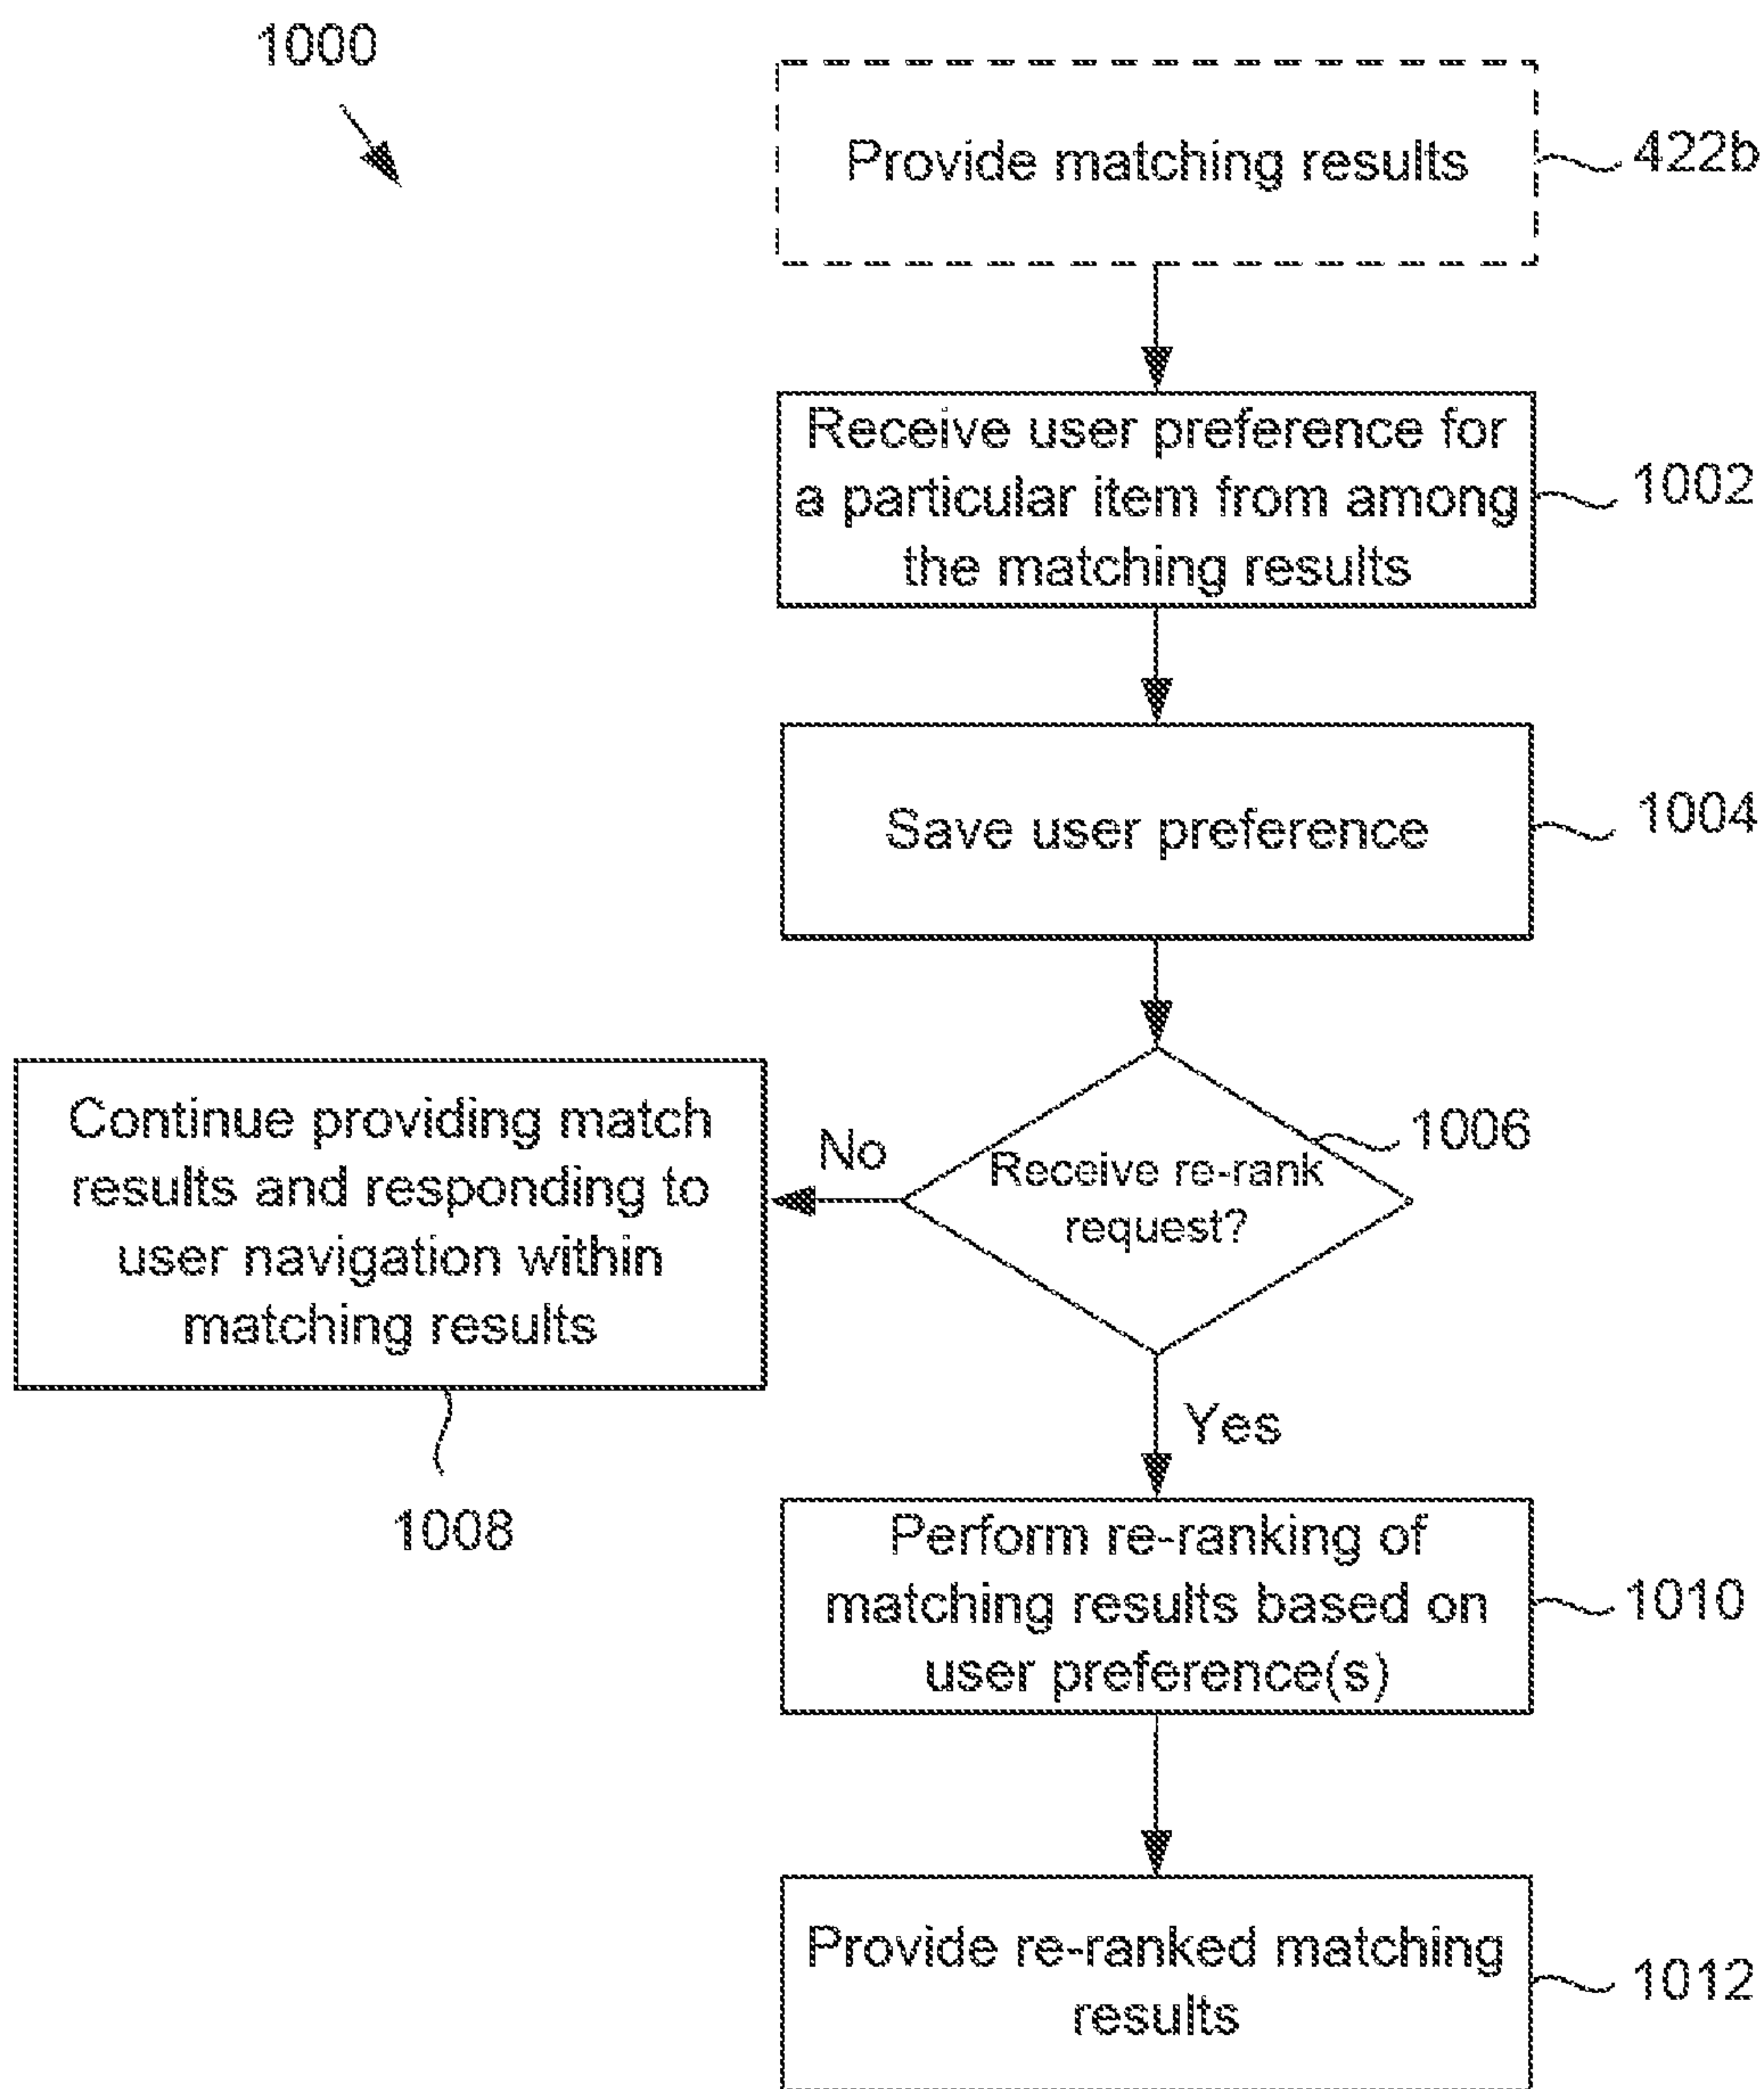 1000
Provide matching results
422b
Receive user preference for
a particular item from among
the matching results
1002
Save user preference
1004
Continue providing match
results and responding to
user navigation within
matching results
1008
No
Receive re-rank
request?
1006
Yes
Perform re-ranking of
matching results based on
user preference(s)
1010
Provide re-ranked matching
results
1012